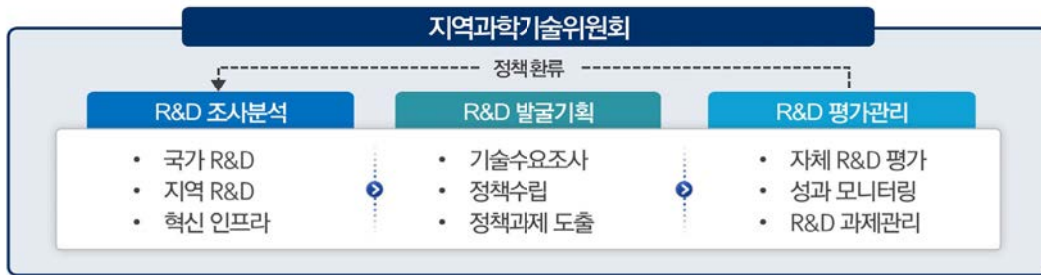 지역과학기술위원회
정책환류
R&D 조사분석
• 국가 R&D
• 지역 R&D
• 혁신 인프라
R&D 발굴기획
• 기술수요조사
• 정책수립
• 정책과제 도출
R&D 평가관리
• 자체 R&D 평가
• 성과 모니터링
• R&D 과제관리